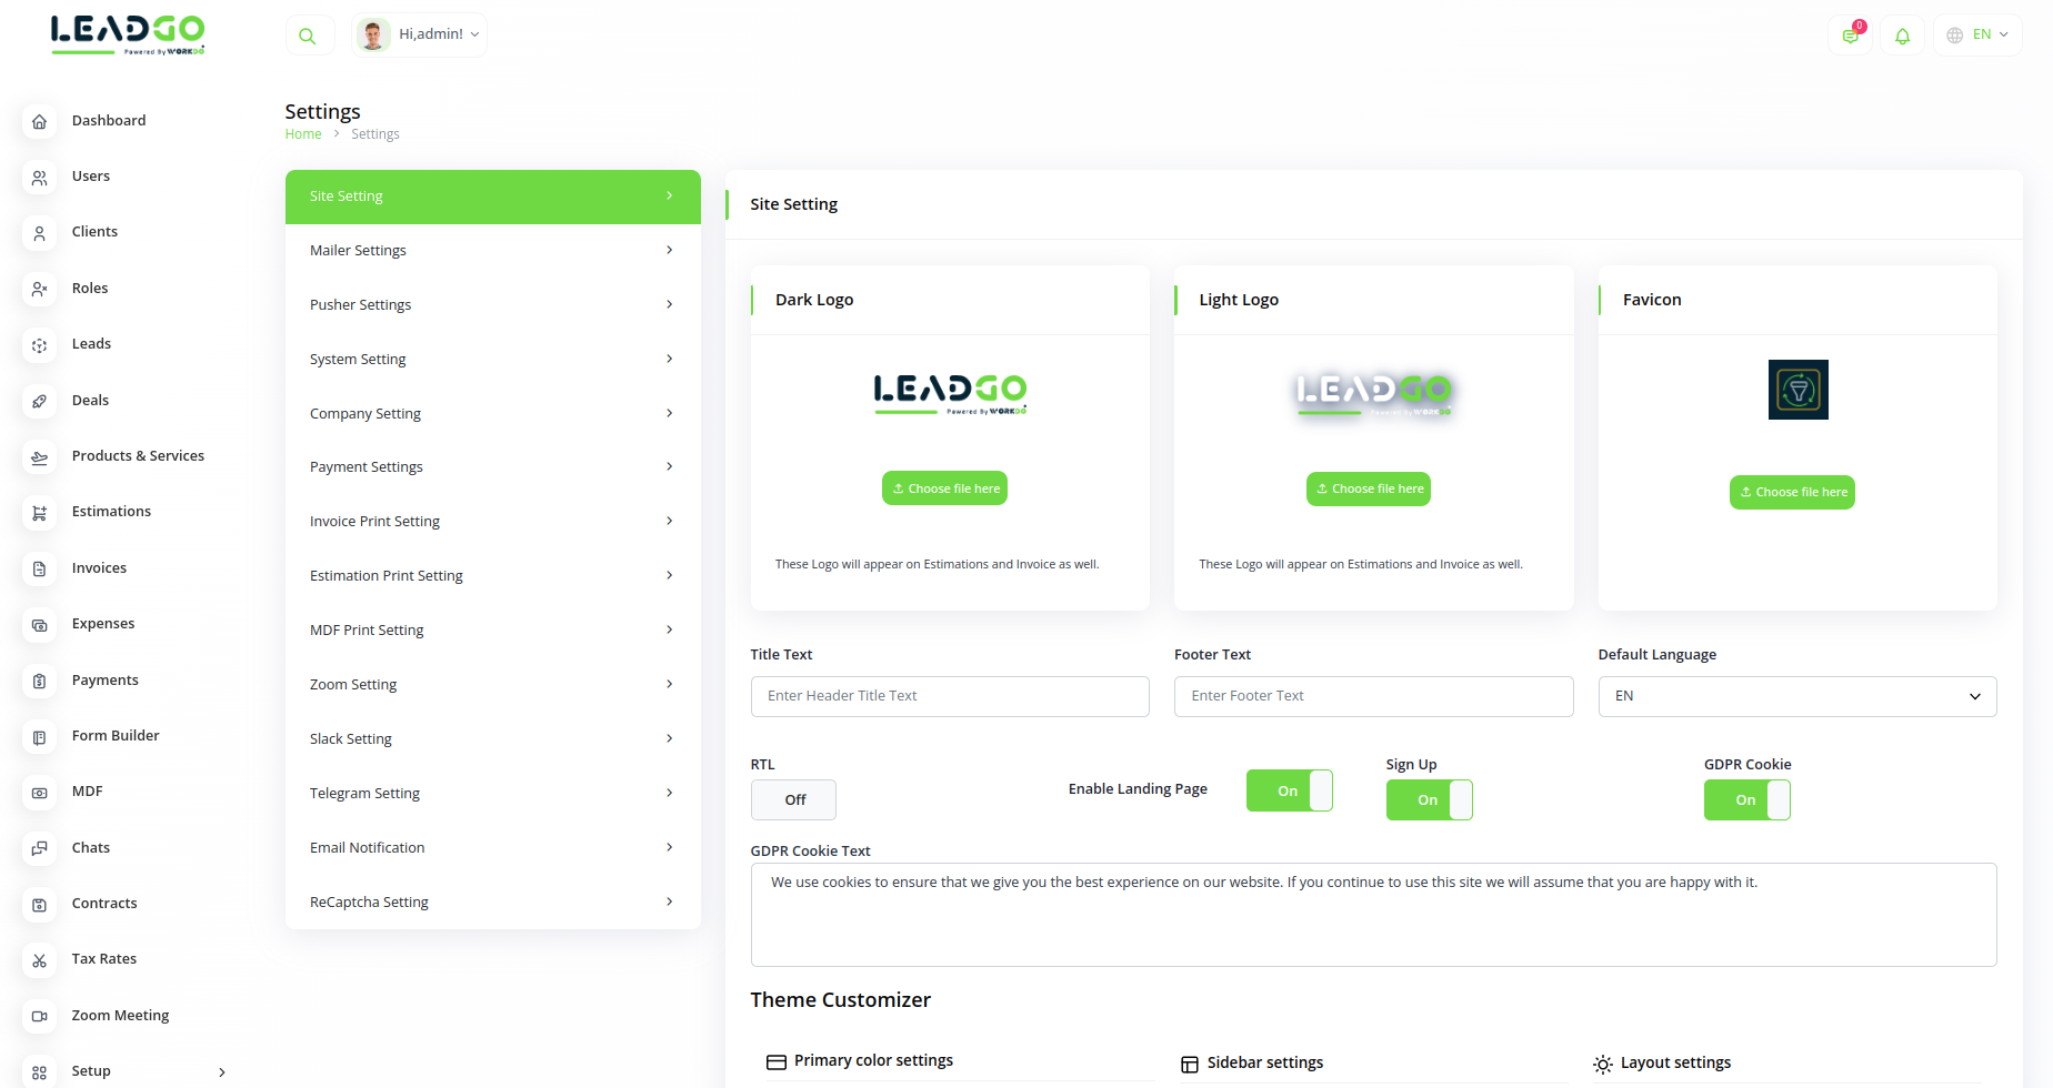 LEADGO
Powered By WORKDO
Hi,admin!
0
EN
Dashboard
Users
Clients
Roles
Leads
Deals
Products & Services
Estimations
Invoices
Expenses
Payments
Form Builder
MDF
Chats
Contracts
Tax Rates
Zoom Meeting
Setup
Settings
Home > Settings
Site Setting
Mailer Settings
Pusher Settings
System Setting
Company Setting
Payment Settings
Invoice Print Setting
Estimation Print Setting
MDF Print Setting
Zoom Setting
Slack Setting
Telegram Setting
Email Notification
ReCaptcha Setting
Site Setting
Dark Logo
LEADGO
Powered by WORKDO
Choose file here
These Logo will appear on Estimations and Invoice as well.
Light Logo
LEADGO
Powered by WORKDO
Choose file here
These Logo will appear on Estimations and Invoice as well.
Favicon
Choose file here
Title Text
Enter Header Title Text
Footer Text
Enter Footer Text
Default Language
EN
RTL
Off
Enable Landing Page
On
Sign Up
On
GDPR Cookie
On
GDPR Cookie Text
We use cookies to ensure that we give you the best experience on our website. If you continue to use this site we will assume that you are happy with it.
Theme Customizer
Primary color settings
Sidebar settings
Layout settings